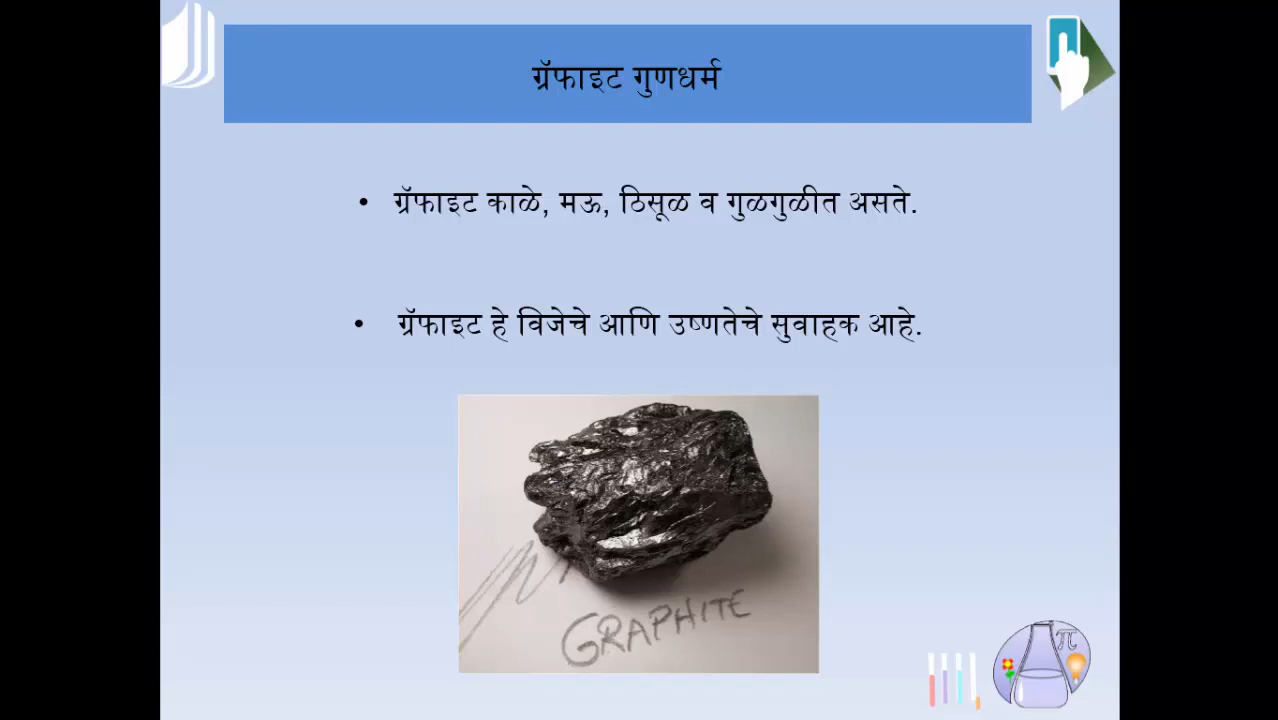 ग्रॅफाइट गुणधर्म
• ग्रॅफाइट काळे, मऊ, ठिसूळ व गुळगुळीत असते.
• ग्रॅफाइट हे विजेचे आणि उष्णतेचे सुवाहक आहे.
GRAPHITE
π